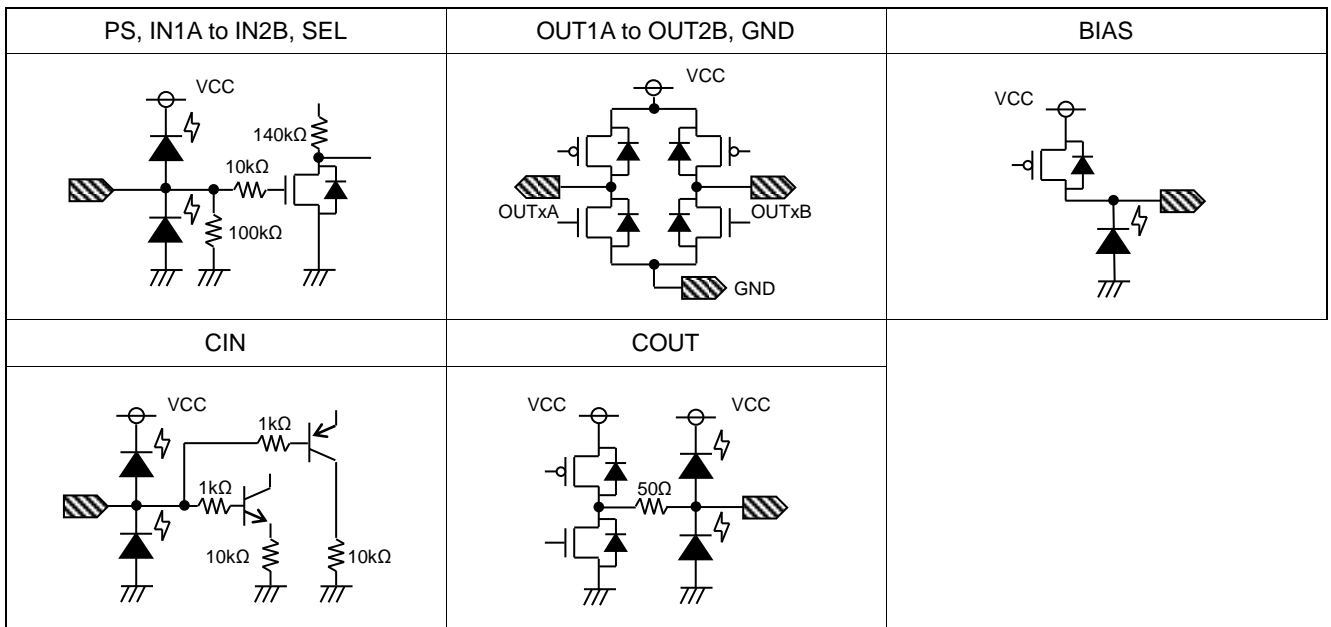 PS, IN1A to IN2B, SEL
VCC
140kΩ
10kΩ
100kΩ
OUT1A to OUT2B, GND
VCC
OUTxA
OUTxB
GND
BIAS
VCC
CIN
VCC
1kΩ
1kΩ
10kΩ
10kΩ
COUT
VCC
VCC
50Ω